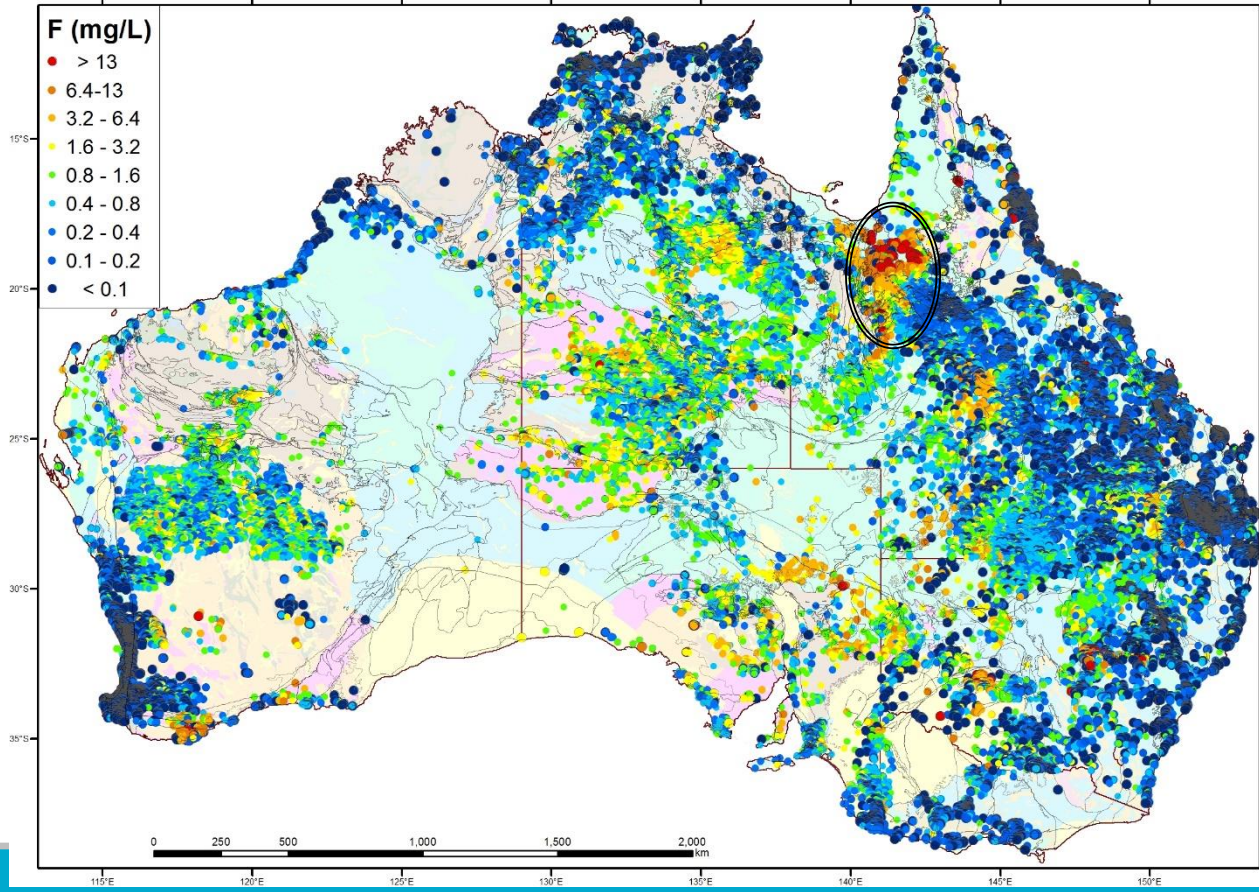 F (mg/L)
> 13
6.4-13
3.2 - 6.4
1.6 - 3.2
0.8 - 1.6
0.4 - 0.8
0.2 - 0.4
0.1 - 0.2
< 0.1
15°S
20°S
25°S
30°S
35°S
0 250 500 1,000 1,500 2,000
km
115°E 120°E 125°E 130°E 135°E 140°E 145°E 150°E